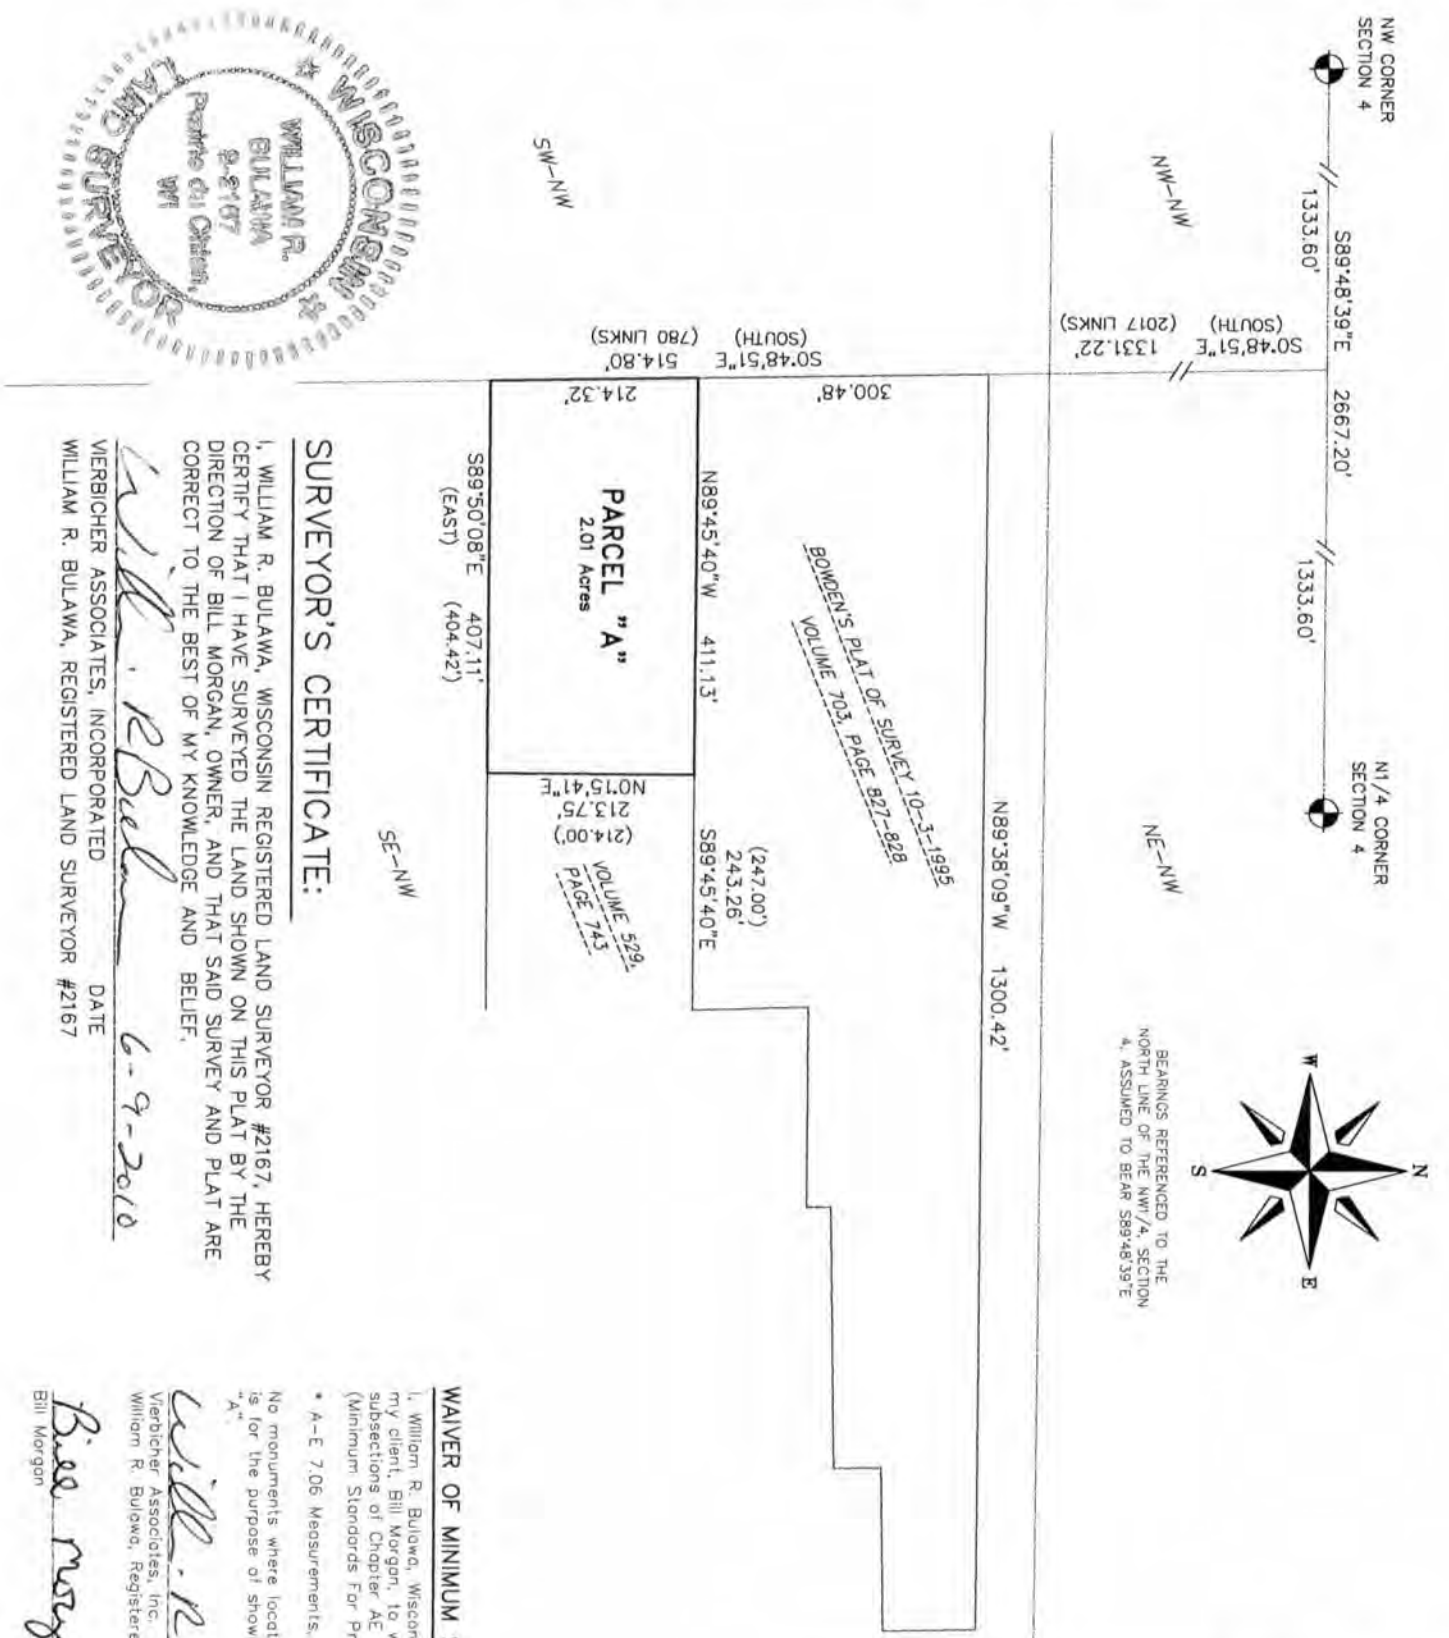 NW CORNER
SECTION 4
S89°48'39"E 2667.20'
1333.60'
1333.60'
N1/4 CORNER
SECTION 4
N
W
E
S
BEARINGS REFERENCED TO THE
NORTH LINE OF THE NW1/4, SECTION
4, ASSUMED TO BEAR S89°48'39"E
NW-NW
NE-NW
S0°48'51"E 1331.22'
(SOUTH) (2017 LINKS)
N89°38'09"W 1300.42'
300.48'
S0°48'51"E 514.80'
(SOUTH) (780 LINKS)
BOWDEN'S PLAT OF SURVEY 10-3-1995
VOLUME 703, PAGE 827-828
(247.00')
243.26'
S89°45'40"E
N89°45'40"W 411.13'
214.32'
PARCEL "A"
2.01 Acres
N0°15'41"E
213.75'
(214.00')
VOLUME 529,
PAGE 743
S89°50'08"E 407.11'
(EAST) (404.42')
SW-NW
SE-NW
SURVEYOR'S CERTIFICATE:
I, WILLIAM R. BULAWA, WISCONSIN REGISTERED LAND SURVEYOR #2167, HEREBY
CERTIFY THAT I HAVE SURVEYED THE LAND SHOWN ON THIS PLAT BY THE
DIRECTION OF BILL MORGAN, OWNER, AND THAT SAID SURVEY AND PLAT ARE
CORRECT TO THE BEST OF MY KNOWLEDGE AND BELIEF.
6-9-2010
VIERBICHER ASSOCIATES, INCORPORATED DATE
WILLIAM R. BULAWA, REGISTERED LAND SURVEYOR #2167
WISCONSIN
WILLIAM R.
BULAWA
S-2167
Prairie du Chien,
WI
LAND SURVEYOR
WAIVER OF MINIMUM
I, William R. Bulawa, Wiscon
my client, Bill Morgan, to
subsections of Chapter AE
(Minimum Standards For Pr
* A-E 7.06 Measurements.
No monuments where locat
is for the purpose of show
"A."
Vierbicher Associates, Inc.
William R. Bulawa, Registere
Bill Morg
Bill Morgan